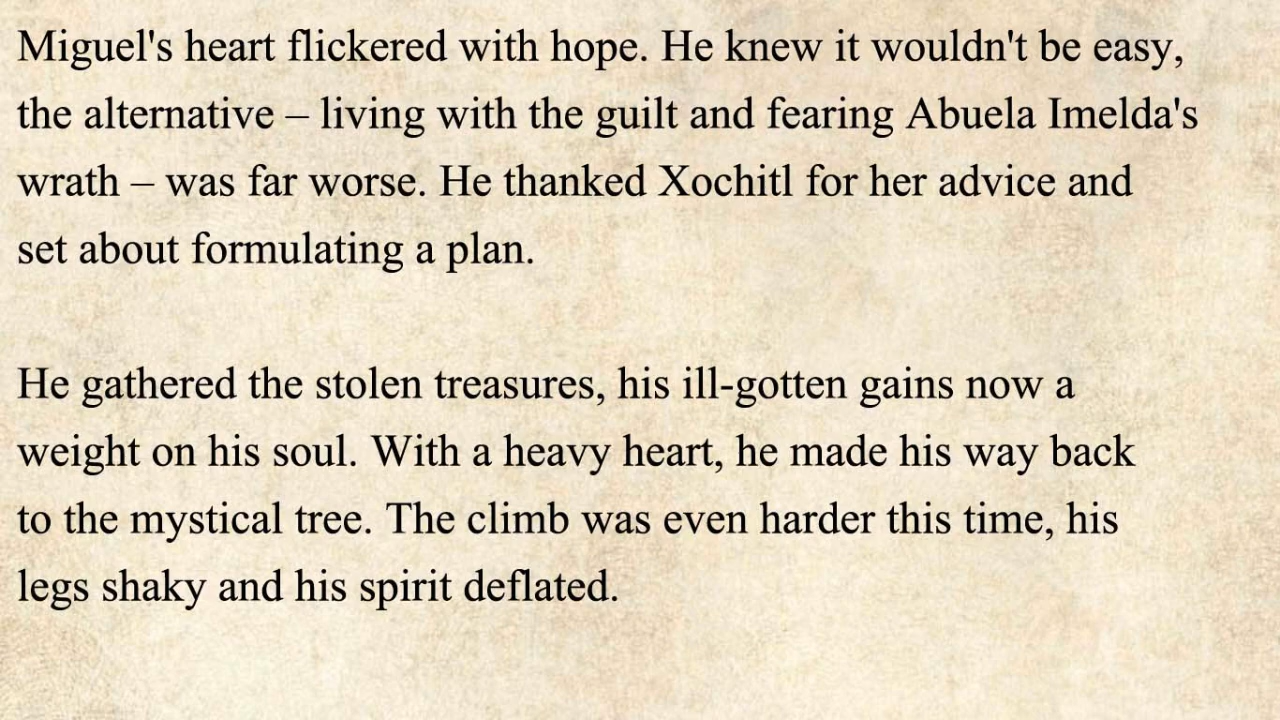 Miguel's heart flickered with hope. He knew it wouldn't be easy,
the alternative – living with the guilt and fearing Abuela Imelda's
wrath – was far worse. He thanked Xochitl for her advice and
set about formulating a plan.
He gathered the stolen treasures, his ill-gotten gains now a
weight on his soul. With a heavy heart, he made his way back
to the mystical tree. The climb was even harder this time, his
legs shaky and his spirit deflated.